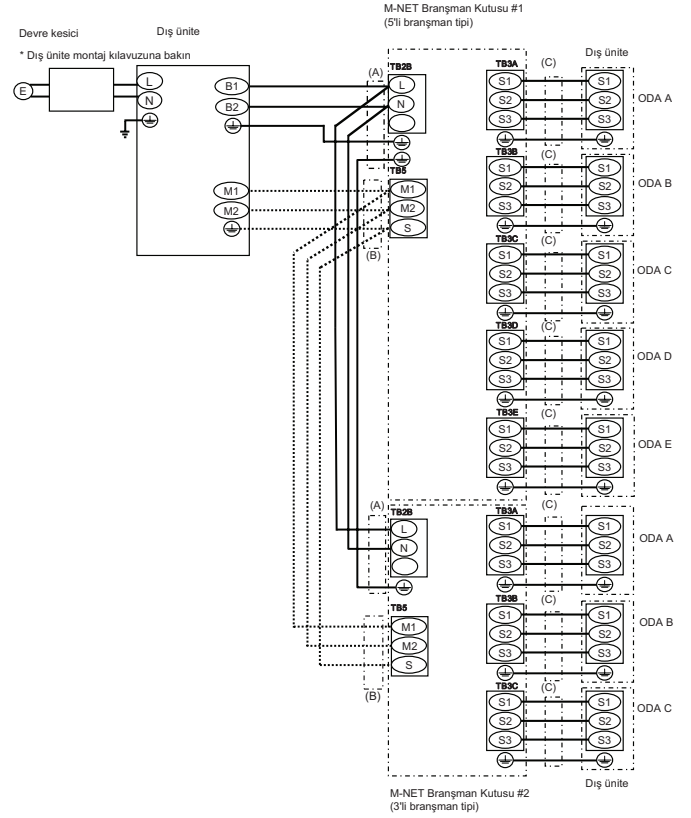 M-NET Branşman Kutusu #1
(5'li branşman tipi)
Devre kesici
Dış ünite
* Dış ünite montaj kılavuzuna bakın
Dış ünite
E
L
N
B1
B2
M1
M2
(A)
TB2B
L
N
TB5
M1
M2
S
(B)
TB3A
(C)
S1
S1
S2
S2
S3
S3
ODA A
TB3B
(C)
S1
S1
S2
S2
S3
S3
ODA B
TB3C
(C)
S1
S1
S2
S2
S3
S3
ODA C
TB3D
(C)
S1
S1
S2
S2
S3
S3
ODA D
TB3E
(C)
S1
S1
S2
S2
S3
S3
ODA E
(A)
TB2B
L
N
TB5
M1
M2
S
(B)
TB3A
(C)
S1
S1
S2
S2
S3
S3
ODA A
TB3B
(C)
S1
S1
S2
S2
S3
S3
ODA B
TB3C
(C)
S1
S1
S2
S2
S3
S3
ODA C
Dış ünite
M-NET Branşman Kutusu #2
(3'li branşman tipi)